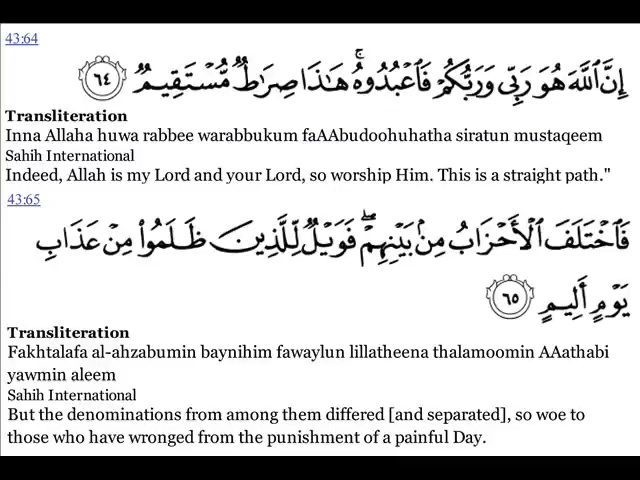 43:64
إِنَّ ٱللَّهَ هُوَ رَبِّى وَرَبُّكُمْ فَٱعْبُدُوهُ ۚ هَـٰذَا صِرَٰطٌ مُّسْتَقِيمٌ ٦٤
Transliteration
Inna Allaha huwa rabbee warabbukum faAAbudoohuhatha siratun mustaqeem
Sahih International
Indeed, Allah is my Lord and your Lord, so worship Him. This is a straight path."
43:65
فَٱخْتَلَفَ ٱلْأَحْزَابُ مِنۢ بَيْنِهِمْ ۖ فَوَيْلٌ لِّلَّذِينَ ظَلَمُوا۟ مِنْ عَذَابِ
يَوْمٍ أَلِيمٍ ٦٥
Transliteration
Fakhtalafa al-ahzabumin baynihim fawaylun lillatheena thalamoomin AAathabi
yawmin aleem
Sahih International
But the denominations from among them differed [and separated], so woe to
those who have wronged from the punishment of a painful Day.